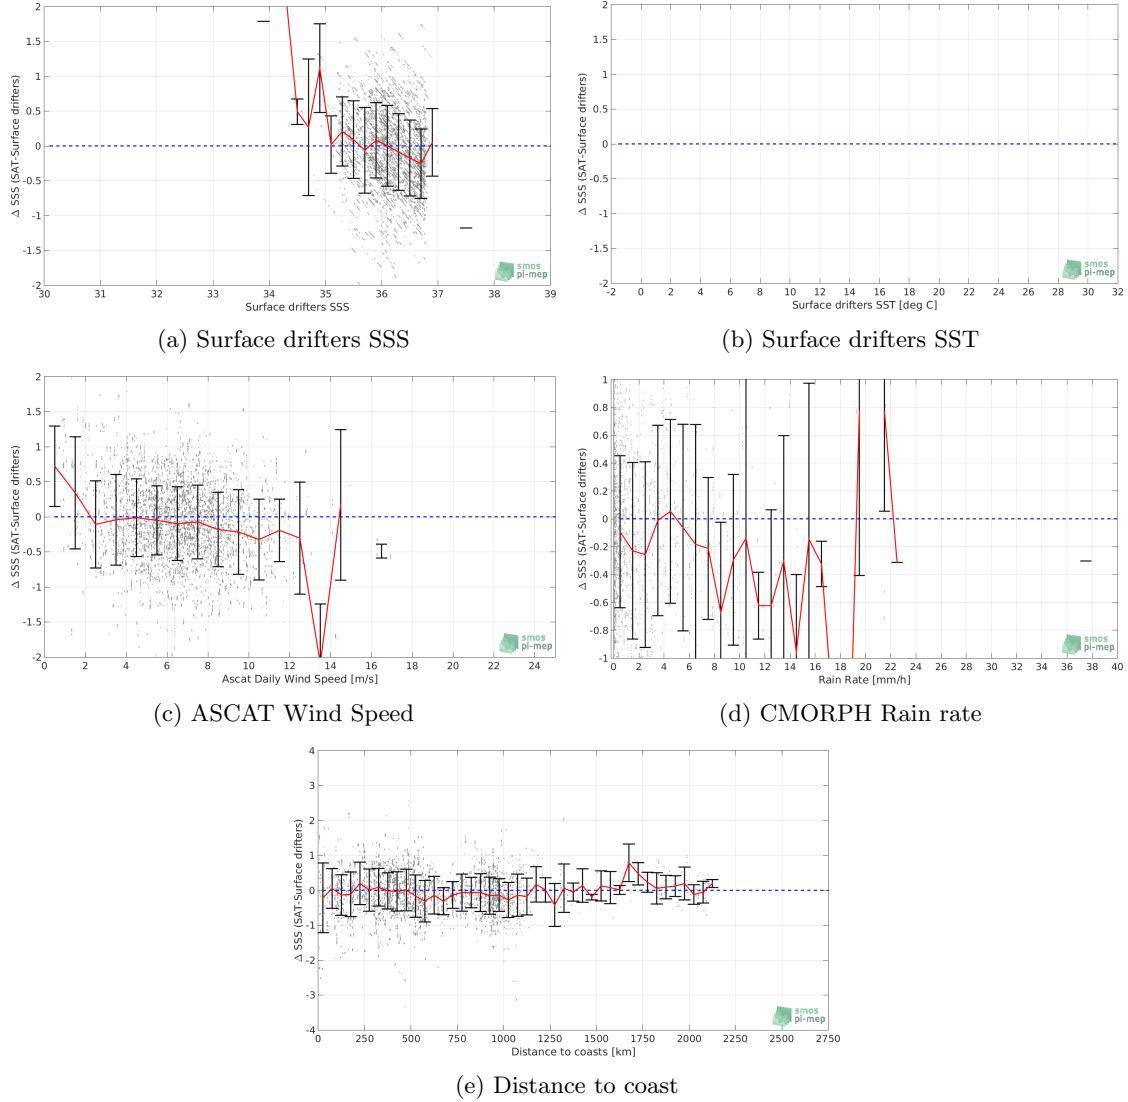 2
1.5
1
0.5
0
-0.5
-1
-1.5
-2
30 31 32 33 34 35 36 37 38 39
Δ SSS (SAT-Surface drifters)
Surface drifters SSS
smos
pi-mep
(a) Surface drifters SSS
2
1.5
1
0.5
0
-0.5
-1
-1.5
-2
-2 0 2 4 6 8 10 12 14 16 18 20 22 24 26 28 30 32
Δ SSS (SAT-Surface drifters)
Surface drifters SST [deg C]
smos
pi-mep
(b) Surface drifters SST
2
1.5
1
0.5
0
-0.5
-1
-1.5
-2
0 2 4 6 8 10 12 14 16 18 20 22 24
Δ SSS (SAT-Surface drifters)
Ascat Daily Wind Speed [m/s]
smos
pi-mep
(c) ASCAT Wind Speed
1
0.8
0.6
0.4
0.2
0
-0.2
-0.4
-0.6
-0.8
-1
0 2 4 6 8 10 12 14 16 18 20 22 24 26 28 30 32 34 36 38 40
Δ SSS (SAT-Surface drifters)
Rain Rate [mm/h]
smos
pi-mep
(d) CMORPH Rain rate
4
3
2
1
0
-1
-2
-3
-4
0 250 500 750 1000 1250 1500 1750 2000 2250 2500 2750
Δ SSS (SAT-Surface drifters)
Distance to coasts [km]
smos
pi-mep
(e) Distance to coast